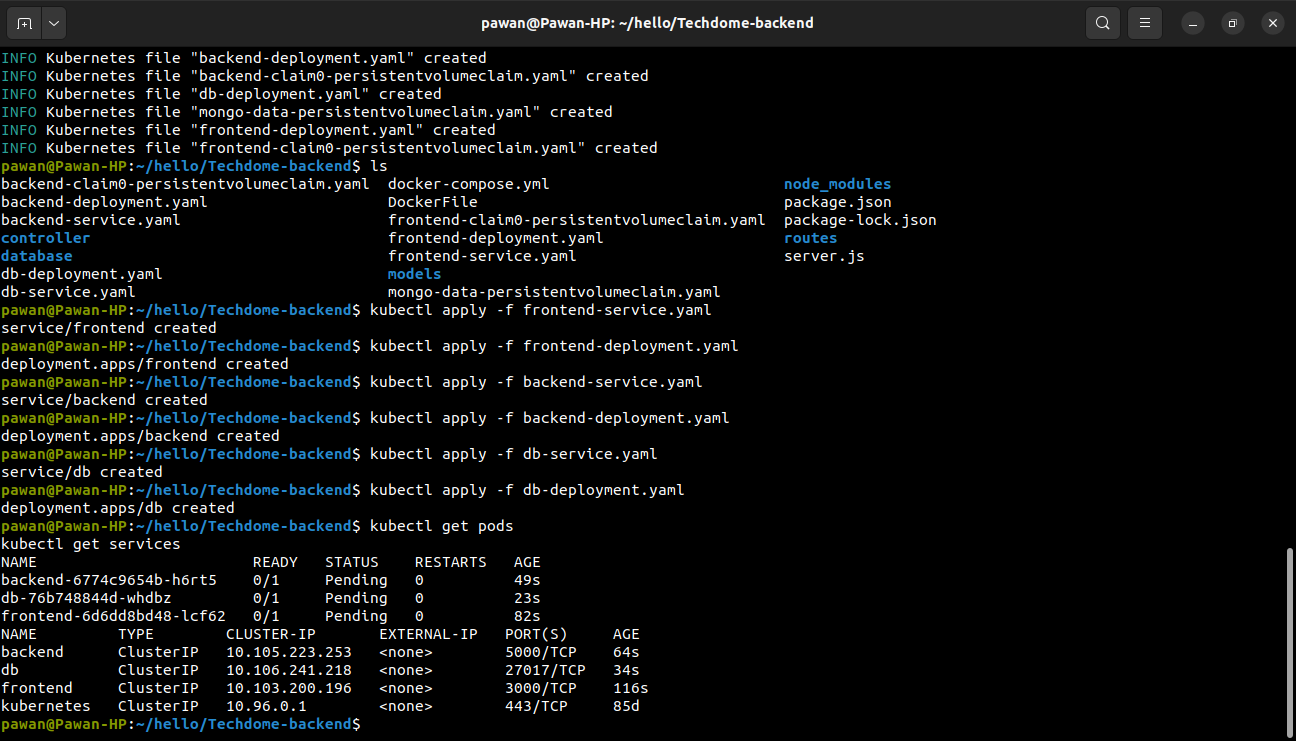 pawan@Pawan-HP: ~/hello/Techdome-backend
INFO Kubernetes file "backend-deployment.yaml" created
INFO Kubernetes file "backend-claim0-persistentvolumeclaim.yaml" created
INFO Kubernetes file "db-deployment.yaml" created
INFO Kubernetes file "mongo-data-persistentvolumeclaim.yaml" created
INFO Kubernetes file "frontend-deployment.yaml" created
INFO Kubernetes file "frontend-claim0-persistentvolumeclaim.yaml" created
pawan@Pawan-HP:~/hello/Techdome-backend$ ls
backend-claim0-persistentvolumeclaim.yaml  docker-compose.yml                          node_modules
backend-deployment.yaml                    DockerFile                                  package.json
backend-service.yaml                       frontend-claim0-persistentvolumeclaim.yaml  package-lock.json
controller                                 frontend-deployment.yaml                    routes
database                                   frontend-service.yaml                       server.js
db-deployment.yaml                         models
db-service.yaml                            mongo-data-persistentvolumeclaim.yaml
pawan@Pawan-HP:~/hello/Techdome-backend$ kubectl apply -f frontend-service.yaml
service/frontend created
pawan@Pawan-HP:~/hello/Techdome-backend$ kubectl apply -f frontend-deployment.yaml
deployment.apps/frontend created
pawan@Pawan-HP:~/hello/Techdome-backend$ kubectl apply -f backend-service.yaml
service/backend created
pawan@Pawan-HP:~/hello/Techdome-backend$ kubectl apply -f backend-deployment.yaml
deployment.apps/backend created
pawan@Pawan-HP:~/hello/Techdome-backend$ kubectl apply -f db-service.yaml
service/db created
pawan@Pawan-HP:~/hello/Techdome-backend$ kubectl apply -f db-deployment.yaml
deployment.apps/db created
pawan@Pawan-HP:~/hello/Techdome-backend$ kubectl get pods
kubectl get services
NAME                        READY   STATUS    RESTARTS   AGE
backend-6774c9654b-h6rt5    0/1     Pending   0          49s
db-76b748844d-whdbz         0/1     Pending   0          23s
frontend-6d6dd8bd48-lcf62   0/1     Pending   0          82s
NAME         TYPE        CLUSTER-IP       EXTERNAL-IP   PORT(S)     AGE
backend      ClusterIP   10.105.223.253   <none>        5000/TCP    64s
db           ClusterIP   10.106.241.218   <none>        27017/TCP   34s
frontend     ClusterIP   10.103.200.196   <none>        3000/TCP    116s
kubernetes   ClusterIP   10.96.0.1        <none>        443/TCP     85d
pawan@Pawan-HP:~/hello/Techdome-backend$